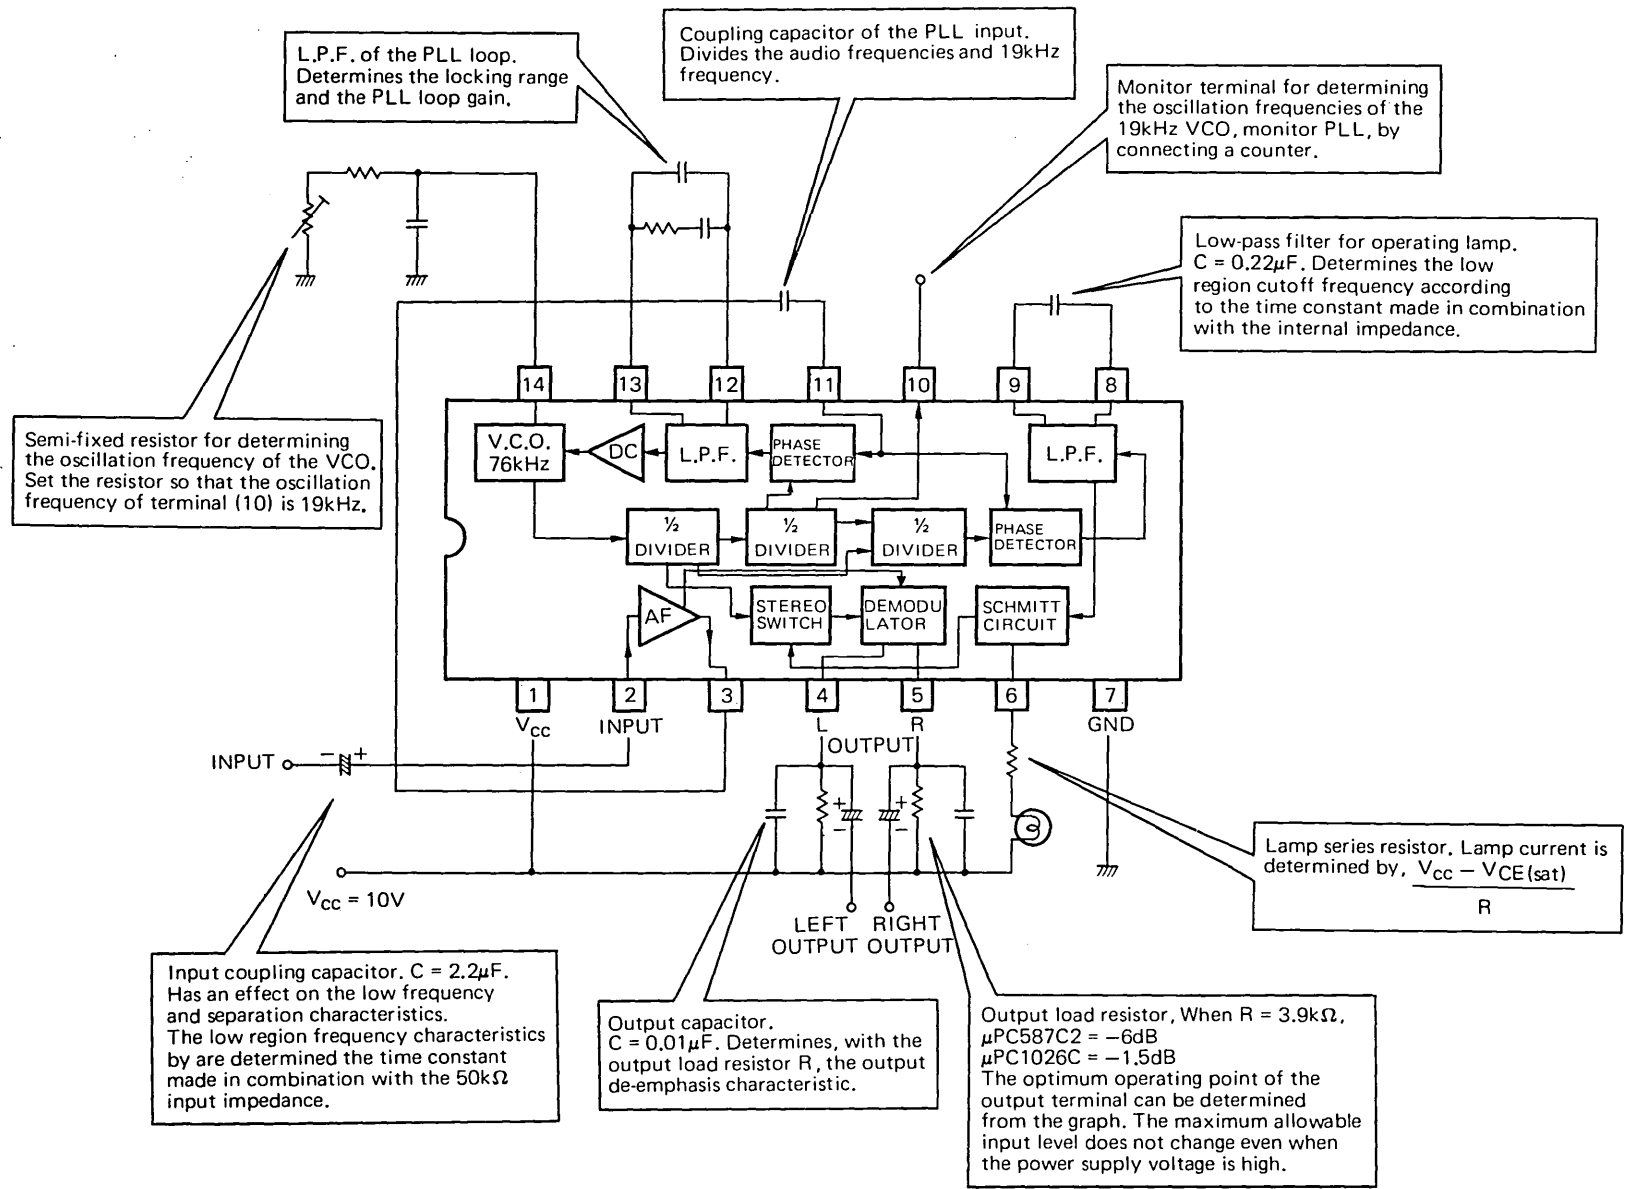 L.P.F. of the PLL loop.
Determines the locking range
and the PLL loop gain.
Coupling capacitor of the PLL input.
Divides the audio frequencies and 19kHz
frequency.
Monitor terminal for determining
the oscillation frequencies of the
19kHz VCO, monitor PLL, by
connecting a counter.
Low-pass filter for operating lamp.
C = 0.22μF. Determines the low
region cutoff frequency according
to the time constant made in combination
with the internal impedance.
Semi-fixed resistor for determining
the oscillation frequency of the VCO.
Set the resistor so that the oscillation
frequency of terminal (10) is 19kHz.
14 13 12 11 10 9 8
V.C.O.
76kHz
DC
L.P.F.
PHASE
DETECTOR
L.P.F.
½
DIVIDER
½
DIVIDER
½
DIVIDER
PHASE
DETECTOR
AF
STEREO
SWITCH
DEMODU
LATOR
SCHMITT
CIRCUIT
1 2 3 4 5 6 7
Vcc INPUT L R GND
OUTPUT
INPUT − +
+ −
+ −
Vcc = 10V
LEFT
OUTPUT
RIGHT
OUTPUT
Lamp series resistor. Lamp current is
determined by, Vcc − VCE(sat)
R
Input coupling capacitor. C = 2.2μF.
Has an effect on the low frequency
and separation characteristics.
The low region frequency characteristics
by are determined the time constant
made in combination with the 50kΩ
input impedance.
Output capacitor.
C = 0.01μF. Determines, with the
output load resistor R, the output
de-emphasis characteristic.
Output load resistor, When R = 3.9kΩ,
μPC587C2 = −6dB
μPC1026C = −1.5dB
The optimum operating point of the
output terminal can be determined
from the graph. The maximum allowable
input level does not change even when
the power supply voltage is high.